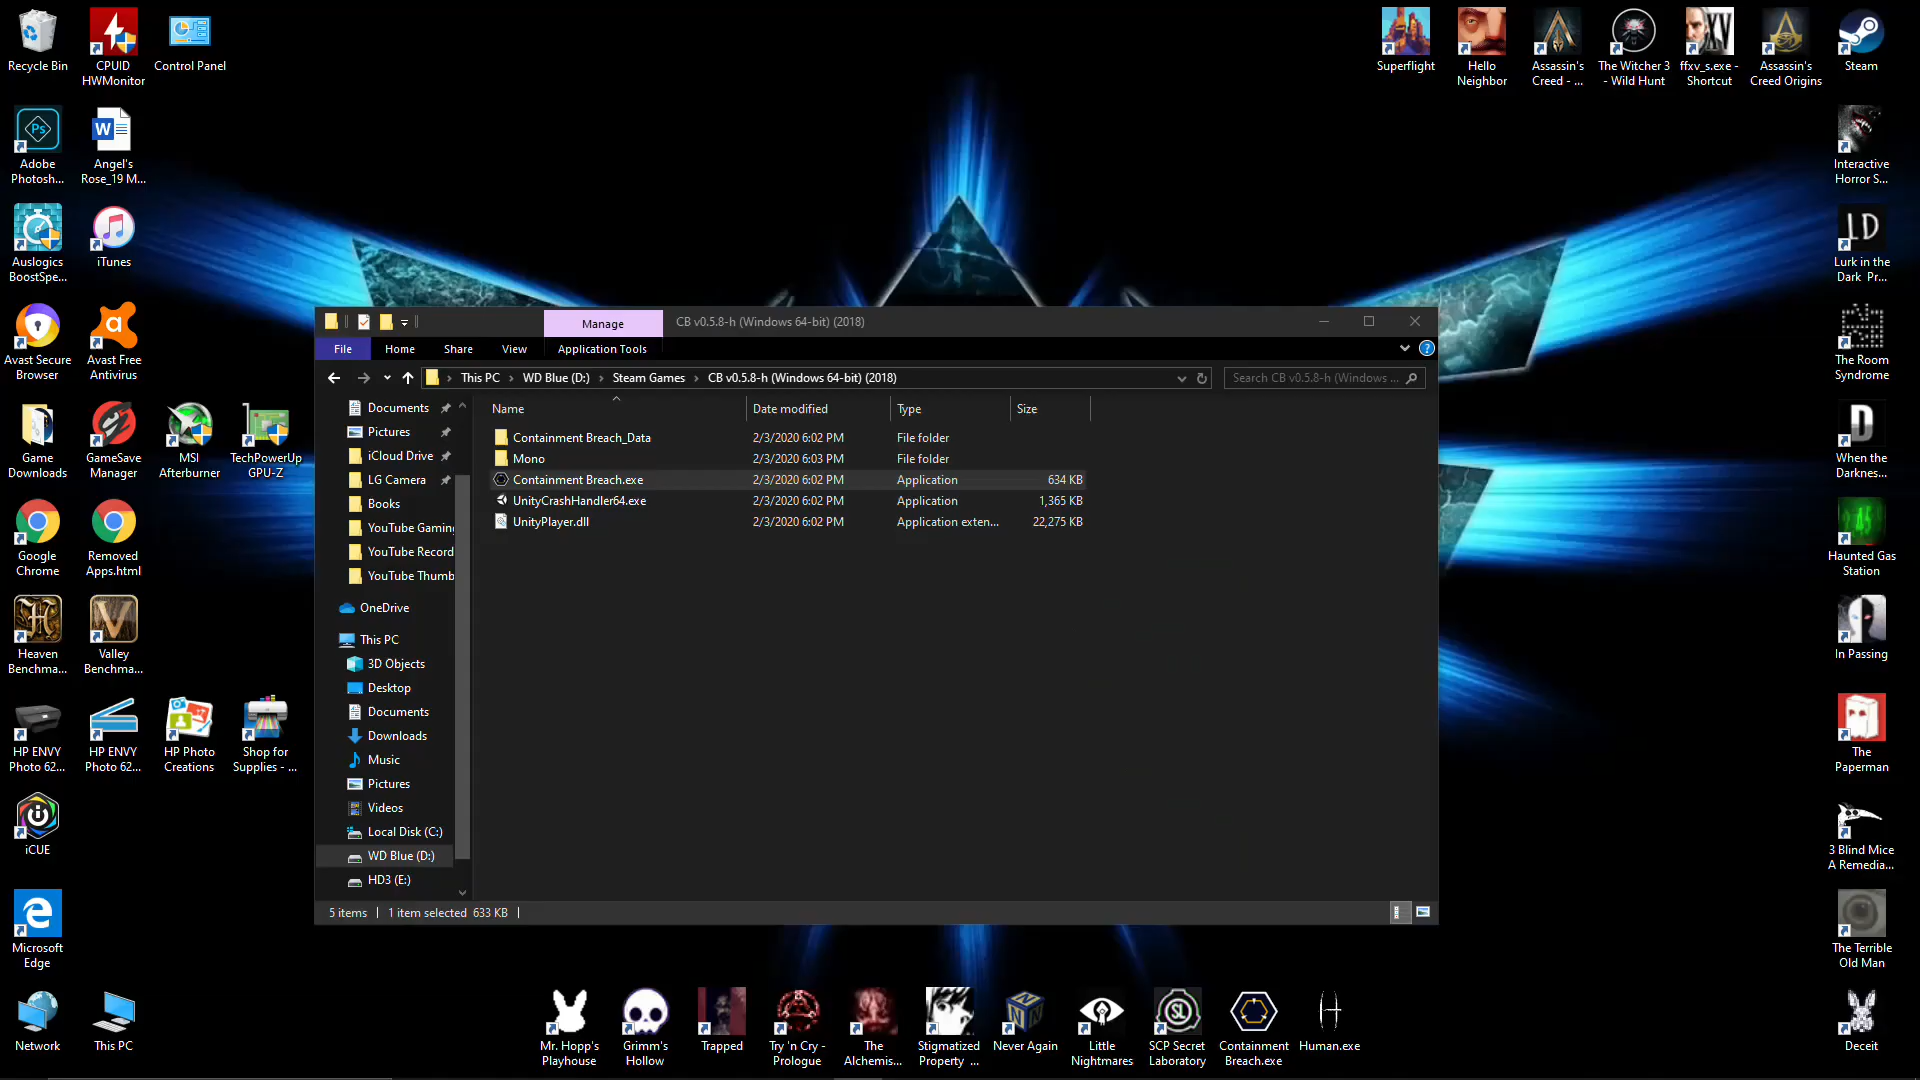 Recycle Bin
CPUID
HWMonitor
Control Panel
Superflight
Hello
Neighbor
Assassin's
Creed - ...
The Witcher 3
- Wild Hunt
ffxv_s.exe -
Shortcut
Assassin's
Creed Origins
Steam
Adobe
Photosh...
Angel's
Rose_19 M...
Interactive
Horror S...
Auslogics
BoostSpe...
iTunes
Lurk in the
Dark Pr...
Avast Secure
Browser
Avast Free
Antivirus
The Room
Syndrome
Game
Downloads
GameSave
Manager
MSI
Afterburner
TechPowerUp
GPU-Z
When the
Darknes...
Google
Chrome
Removed
Apps.html
Haunted Gas
Station
Heaven
Benchma...
Valley
Benchma...
In Passing
HP ENVY
Photo 62...
HP ENVY
Photo 62...
HP Photo
Creations
Shop for
Supplies - ...
The
Paperman
iCUE
3 Blind Mice
A Remedia...
Microsoft
Edge
The Terrible
Old Man
Network
This PC
Mr. Hopp's
Playhouse
Grimm's
Hollow
Trapped
Try 'n Cry -
Prologue
The
Alchemis...
Stigmatized
Property ...
Never Again
Little
Nightmares
SCP Secret
Laboratory
Containment
Breach.exe
Human.exe
Deceit
Manage
CB v0.5.8-h (Windows 64-bit) (2018)
File
Home
Share
View
Application Tools
This PC > WD Blue (D:) > Steam Games > CB v0.5.8-h (Windows 64-bit) (2018)
Search CB v0.5.8-h (Windows ...
Name
Date modified
Type
Size
Containment Breach_Data 2/3/2020 6:02 PM File folder
Mono 2/3/2020 6:03 PM File folder
Containment Breach.exe 2/3/2020 6:02 PM Application 634 KB
UnityCrashHandler64.exe 2/3/2020 6:02 PM Application 1,365 KB
UnityPlayer.dll 2/3/2020 6:02 PM Application exten... 22,275 KB
Documents
Pictures
iCloud Drive
LG Camera
Books
YouTube Gaming
YouTube Record
YouTube Thumb
OneDrive
This PC
3D Objects
Desktop
Documents
Downloads
Music
Pictures
Videos
Local Disk (C:)
WD Blue (D:)
HD3 (E:)
5 items
1 item selected 633 KB